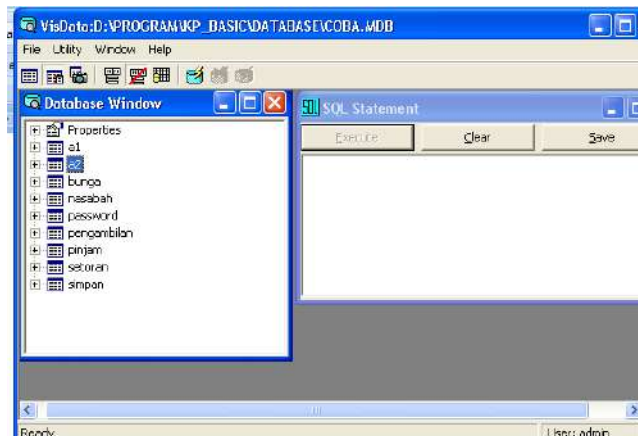 VisData:D:\PROGRAM\KP_BASIC\DATABASE\COBA.MDB
File Utility Window Help
Database Window
Properties
a1
a2
bunga
nasabah
password
pengambilan
pinjam
setoran
simpan
SQL SQL Statement
Execute Clear Save
Ready User: admin